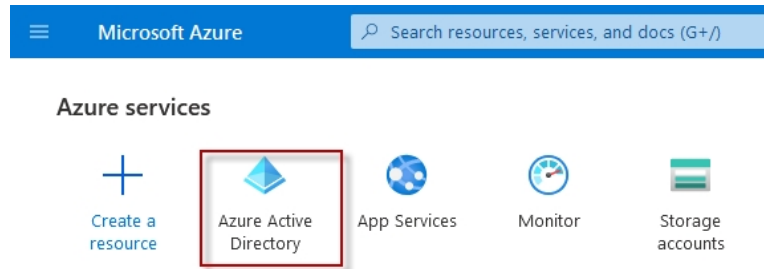 Microsoft Azure
Search resources, services, and docs (G+/)
Azure services
Create a
resource
Azure Active
Directory
App Services
Monitor
Storage
accounts